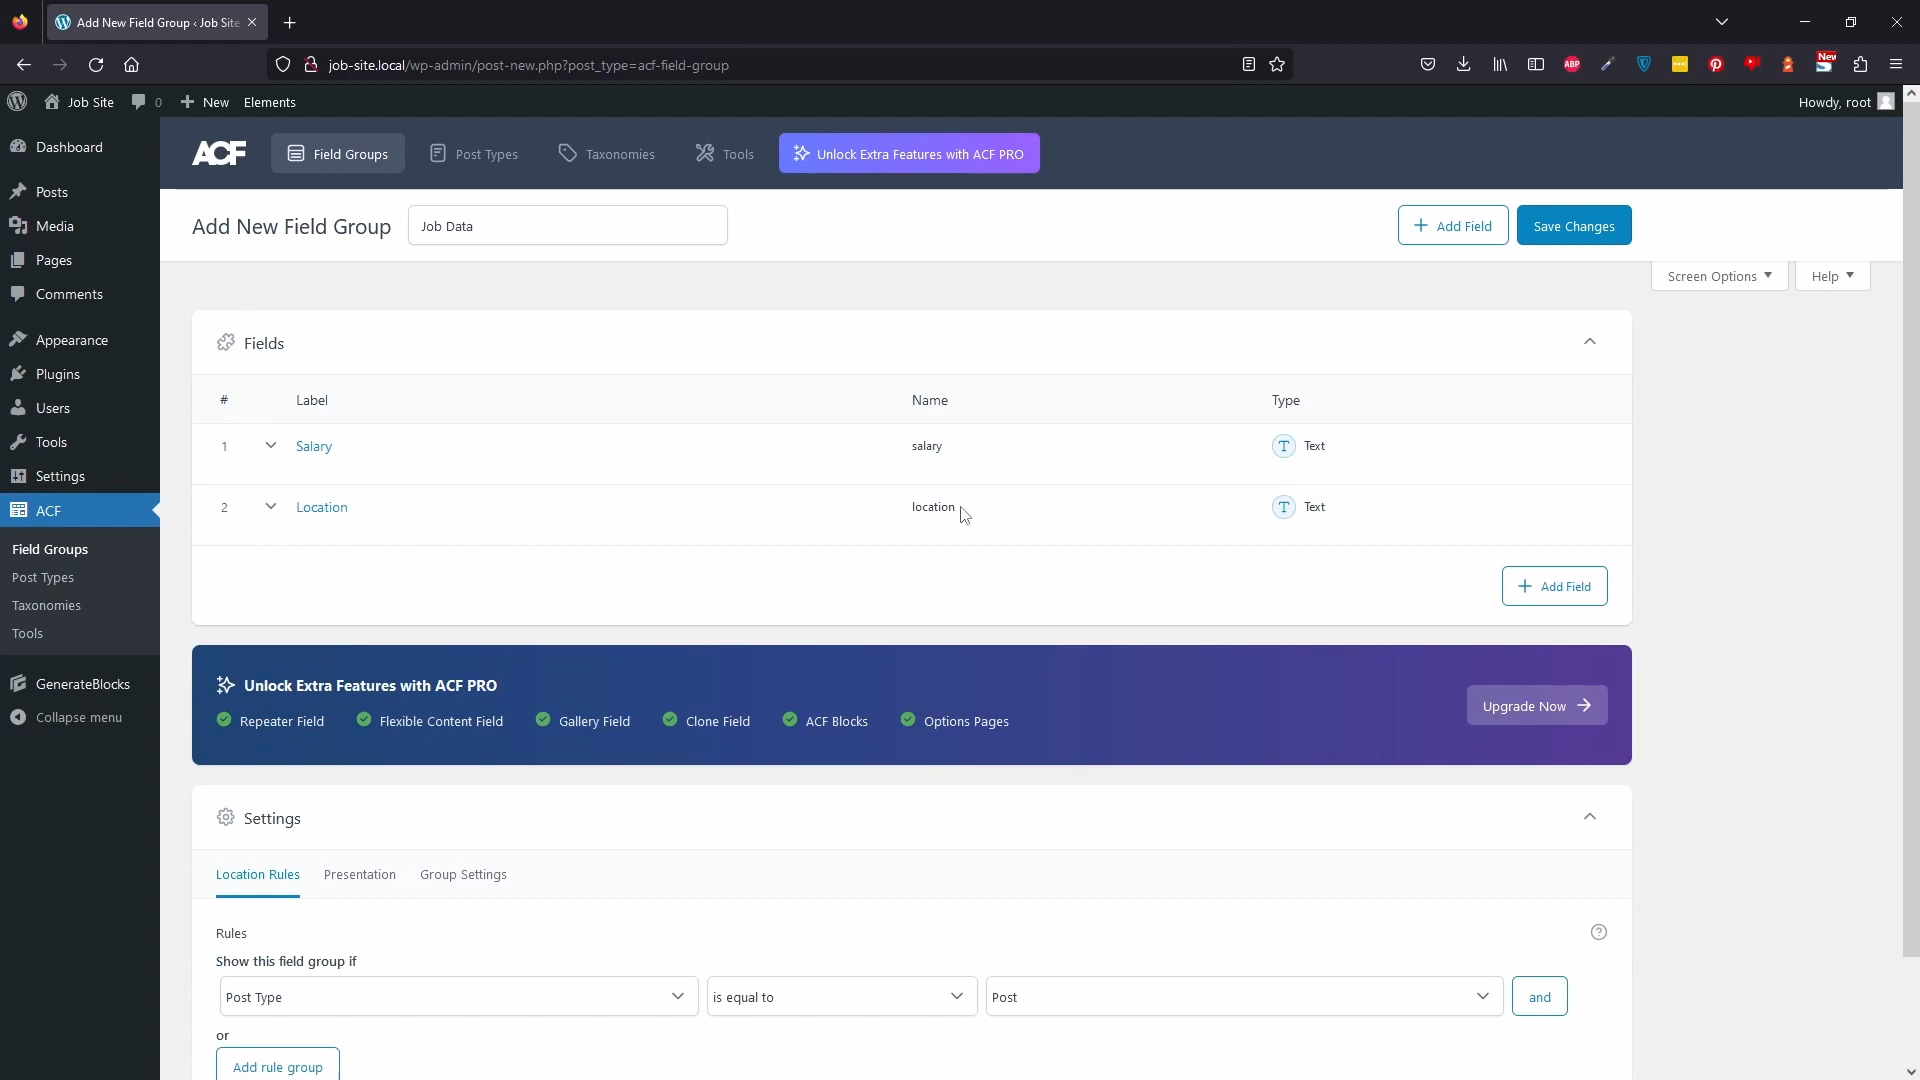 Add New Field Group ‹ Job Site
job-site.local/wp-admin/post-new.php?post_type=acf-field-group
ABP
New
Job Site
0
New
Elements
Howdy, root
Dashboard
Posts
Media
Pages
Comments
Appearance
Plugins
Users
Tools
Settings
ACF
Field Groups
Post Types
Taxonomies
Tools
GenerateBlocks
Collapse menu
ACF
Field Groups
Post Types
Taxonomies
Tools
Unlock Extra Features with ACF PRO
Add New Field Group
Job Data
Add Field
Save Changes
Screen Options
Help
Fields
# Label Name Type
1 Salary salary T Text
2 Location location T Text
Add Field
Unlock Extra Features with ACF PRO
Repeater Field Flexible Content Field Gallery Field Clone Field ACF Blocks Options Pages
Upgrade Now
Settings
Location Rules Presentation Group Settings
Rules
?
Show this field group if
Post Type is equal to Post and
or
Add rule group